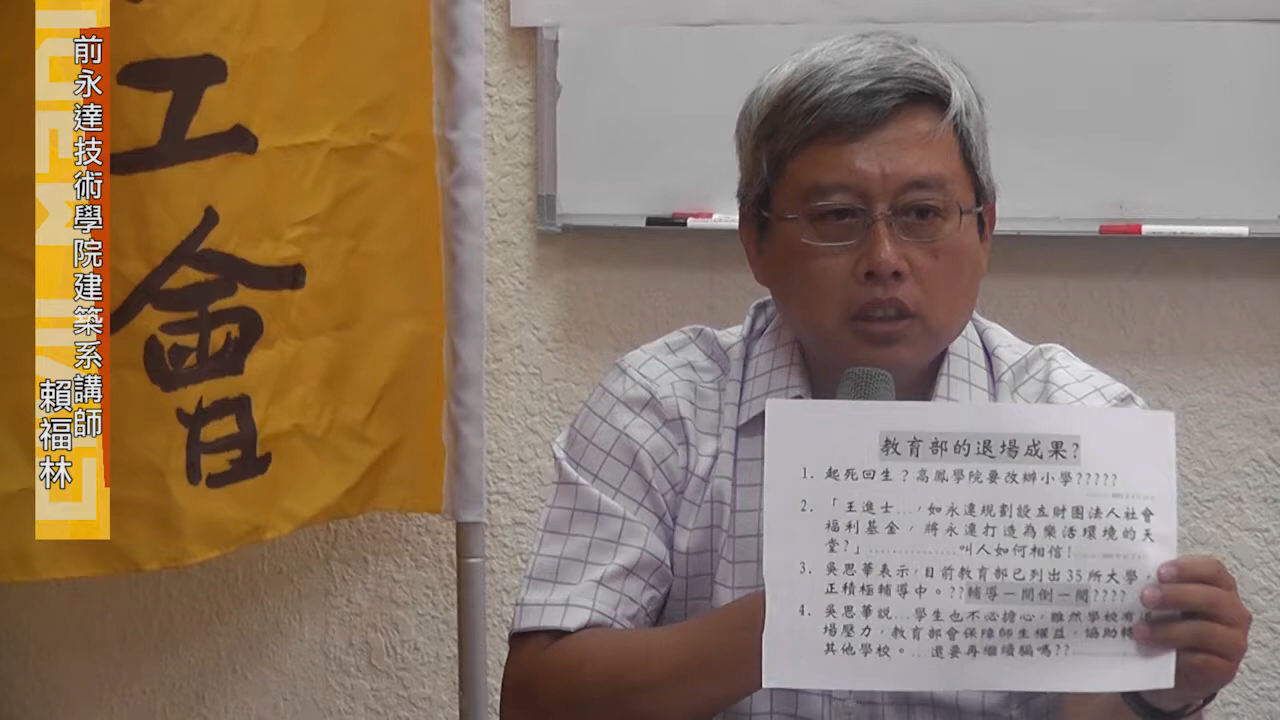 前永達技術學院建築系講師
賴福林
工會
教育部的退場成果?
1. 起死回生?高鳳學院要改辦小學?????
2. 「王進士...,如永達規劃設立財團法人社會
福利基金,將永達打造為樂活環境的天
堂?」...............叫人如何相信!
3. 吳思華表示,目前教育部已列出35所大學,
正積極輔導中。??輔導一間倒一間????
4. 吳思華說...學生也不必擔心,雖然學校有退
場壓力,教育部會保障師生權益,協助轉
其他學校。...還要再繼續騙嗎??